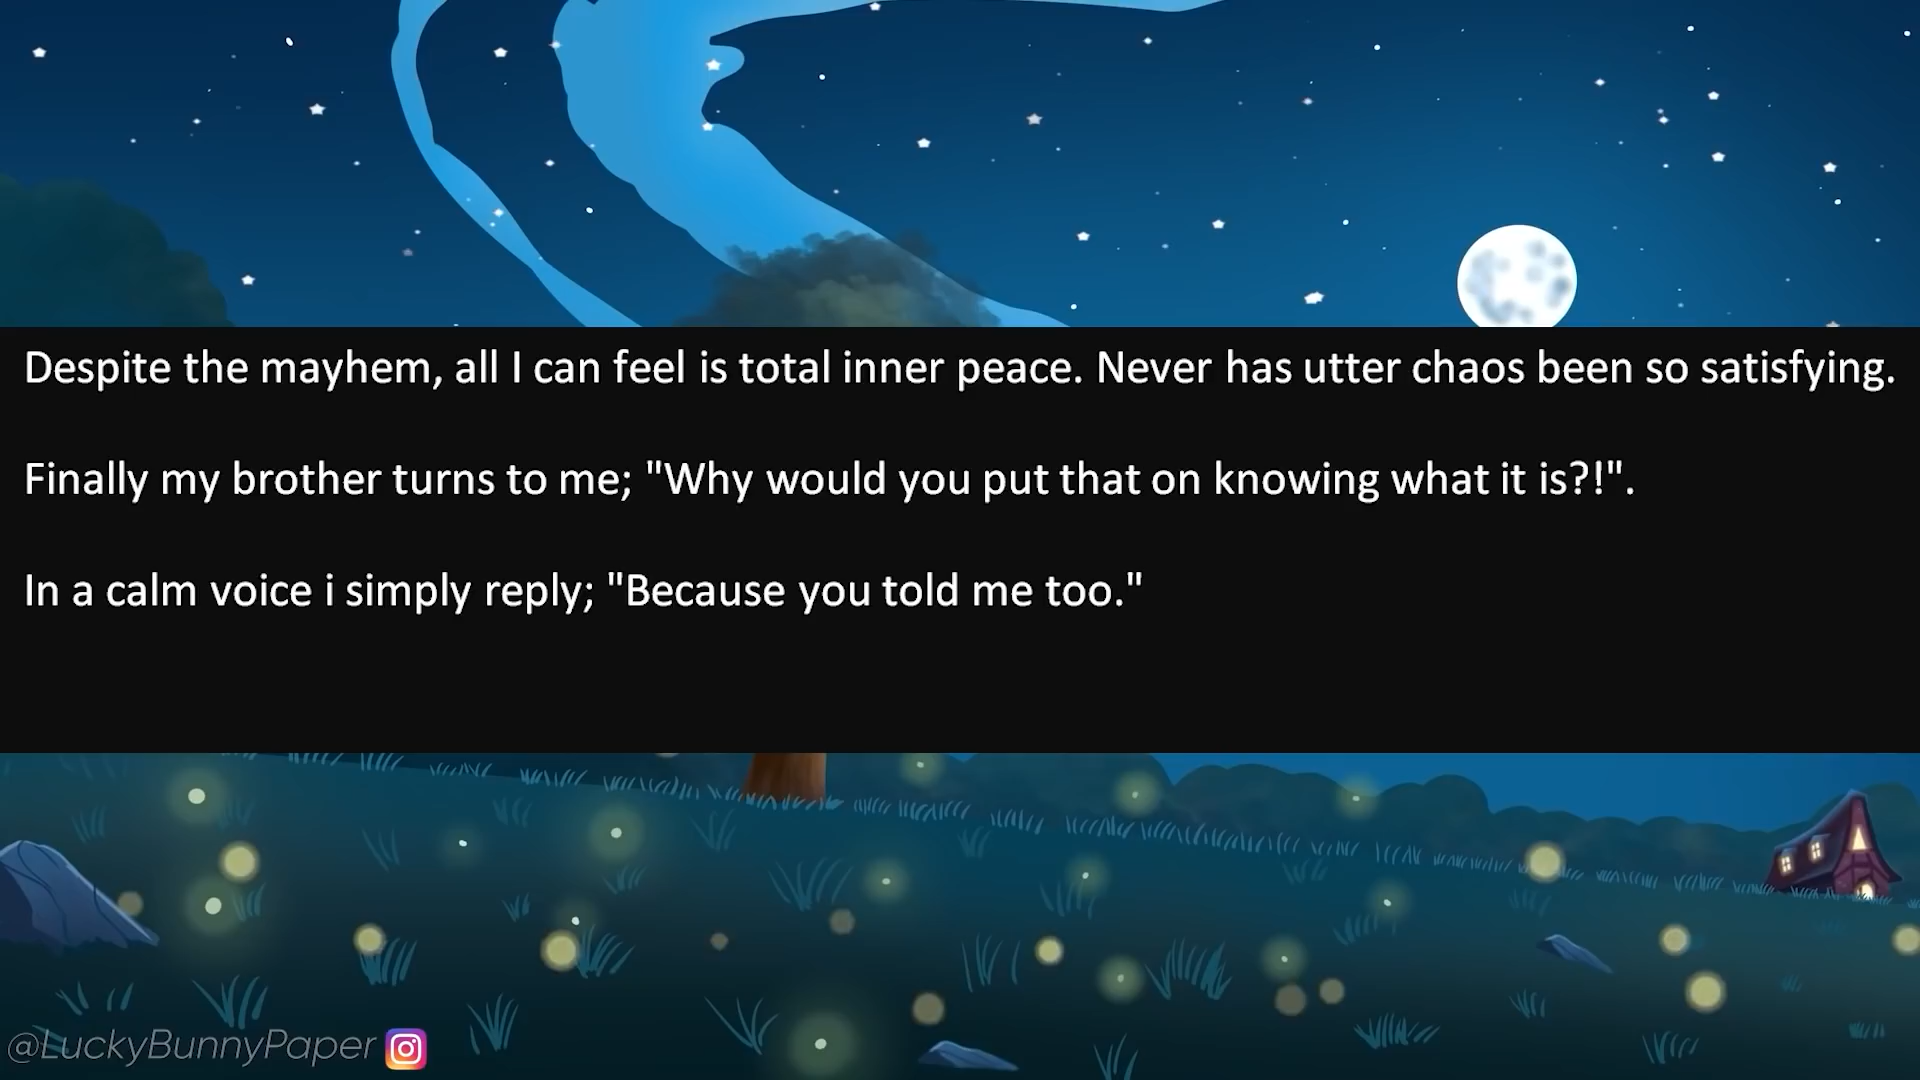 Despite the mayhem, all I can feel is total inner peace. Never has utter chaos been so satisfying.
Finally my brother turns to me; "Why would you put that on knowing what it is?!".
In a calm voice i simply reply; "Because you told me too."
@LuckyBunnyPaper